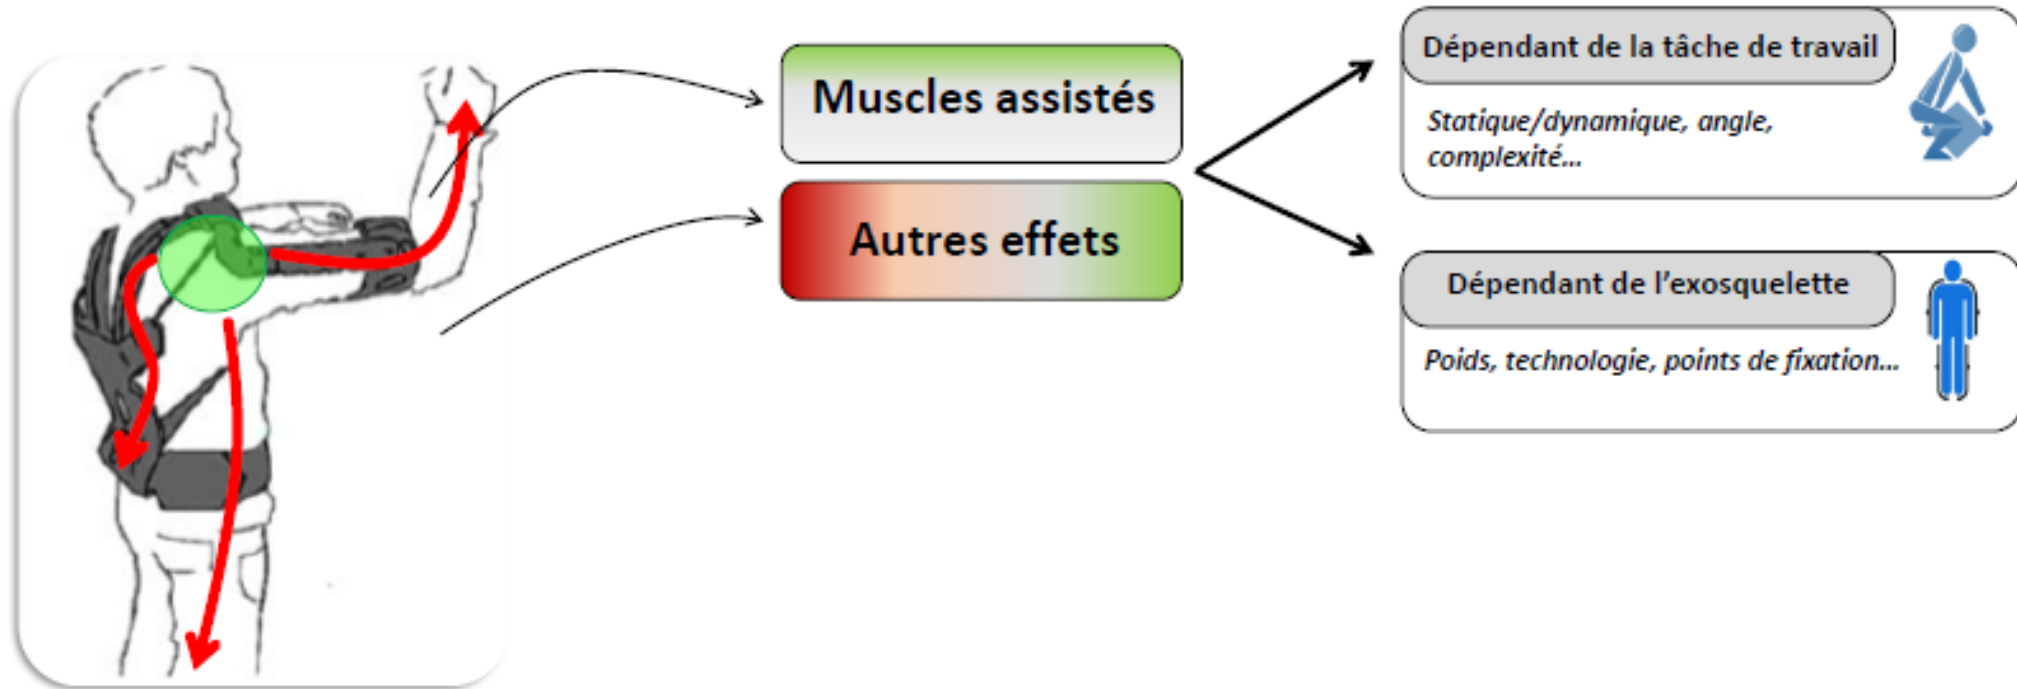 Muscles assistés
Autres effets
Dépendant de la tâche de travail
Statique/dynamique, angle,
complexité...
Dépendant de l'exosquelette
Poids, technologie, points de fixation...